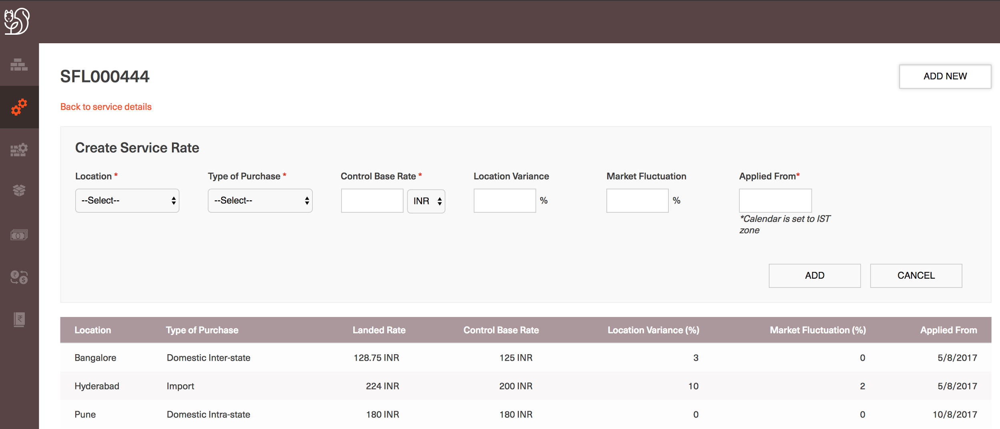 SFL000444
ADD NEW
Back to service details
Create Service Rate
Location * Type of Purchase * Control Base Rate * Location Variance Market Fluctuation Applied From*
--Select-- --Select-- INR % %
*Calendar is set to IST
zone
ADD CANCEL
Location Type of Purchase Landed Rate Control Base Rate Location Variance (%) Market Fluctuation (%) Applied From
Bangalore Domestic Inter-state 128.75 INR 125 INR 3 0 5/8/2017
Hyderabad Import 224 INR 200 INR 10 2 5/8/2017
Pune Domestic Intra-state 180 INR 180 INR 0 0 10/8/2017